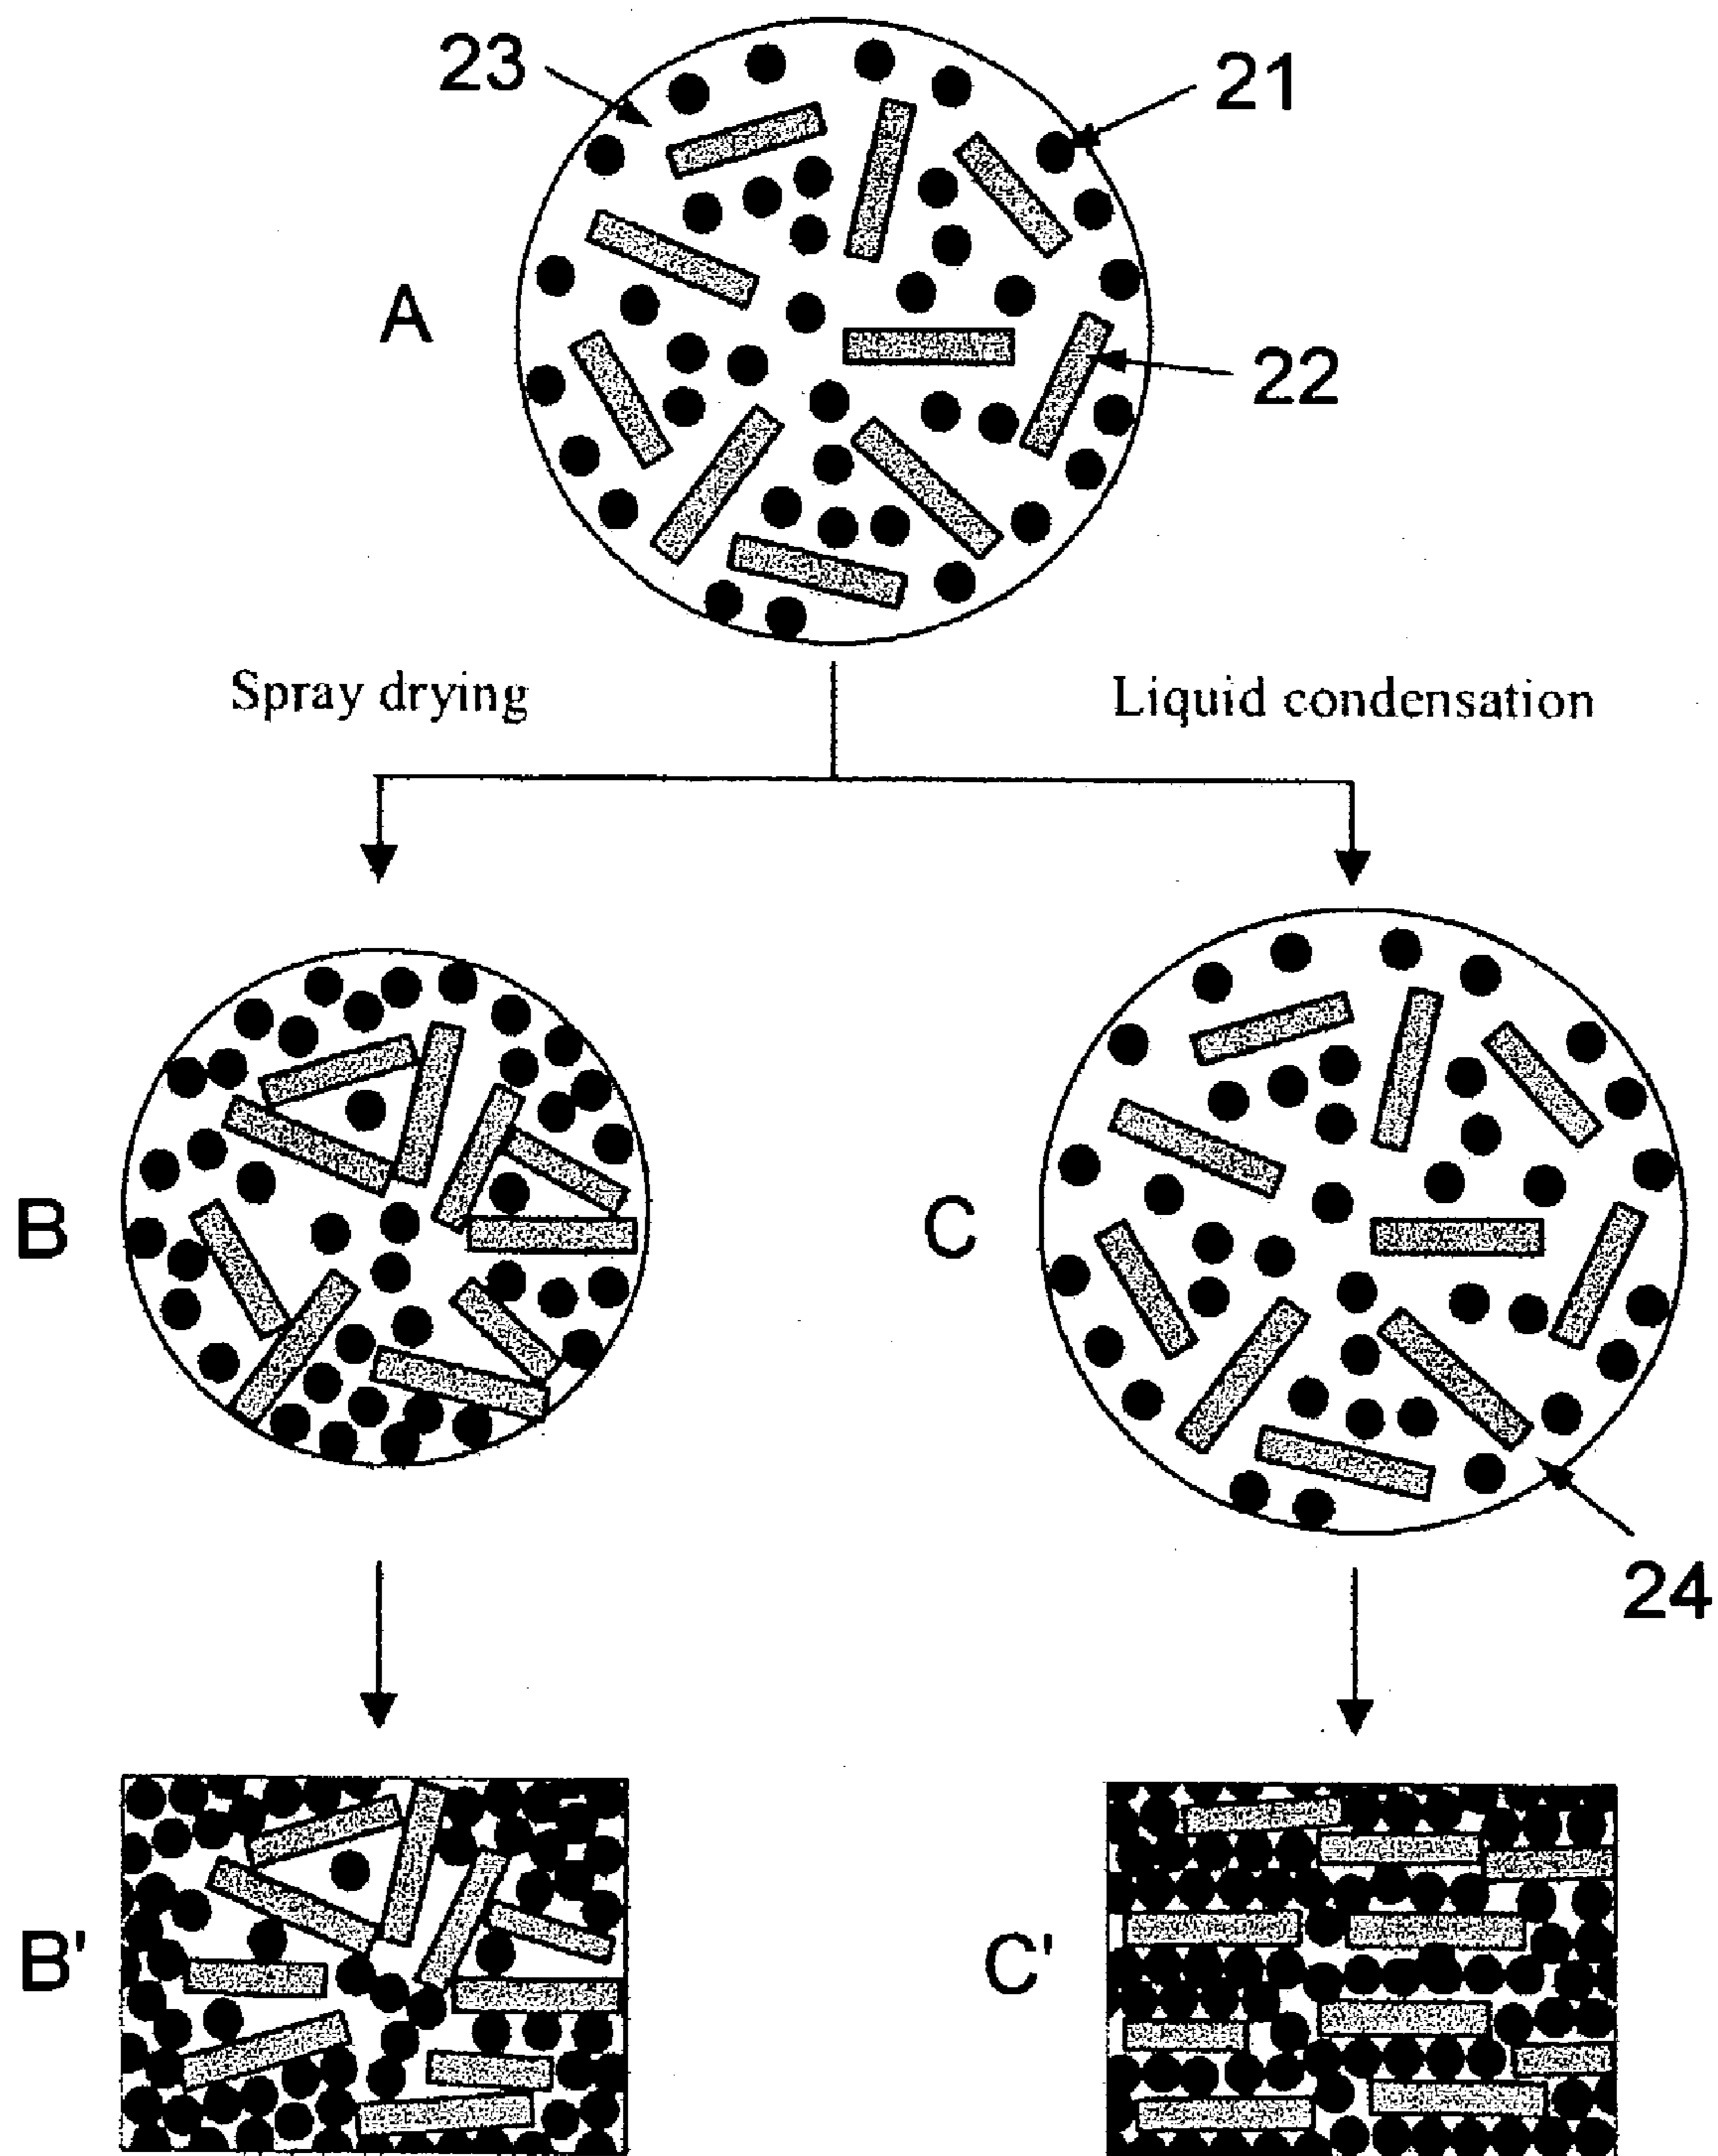 23
21
A
22
Spray drying
Liquid condensation
B
C
24
B'
C'